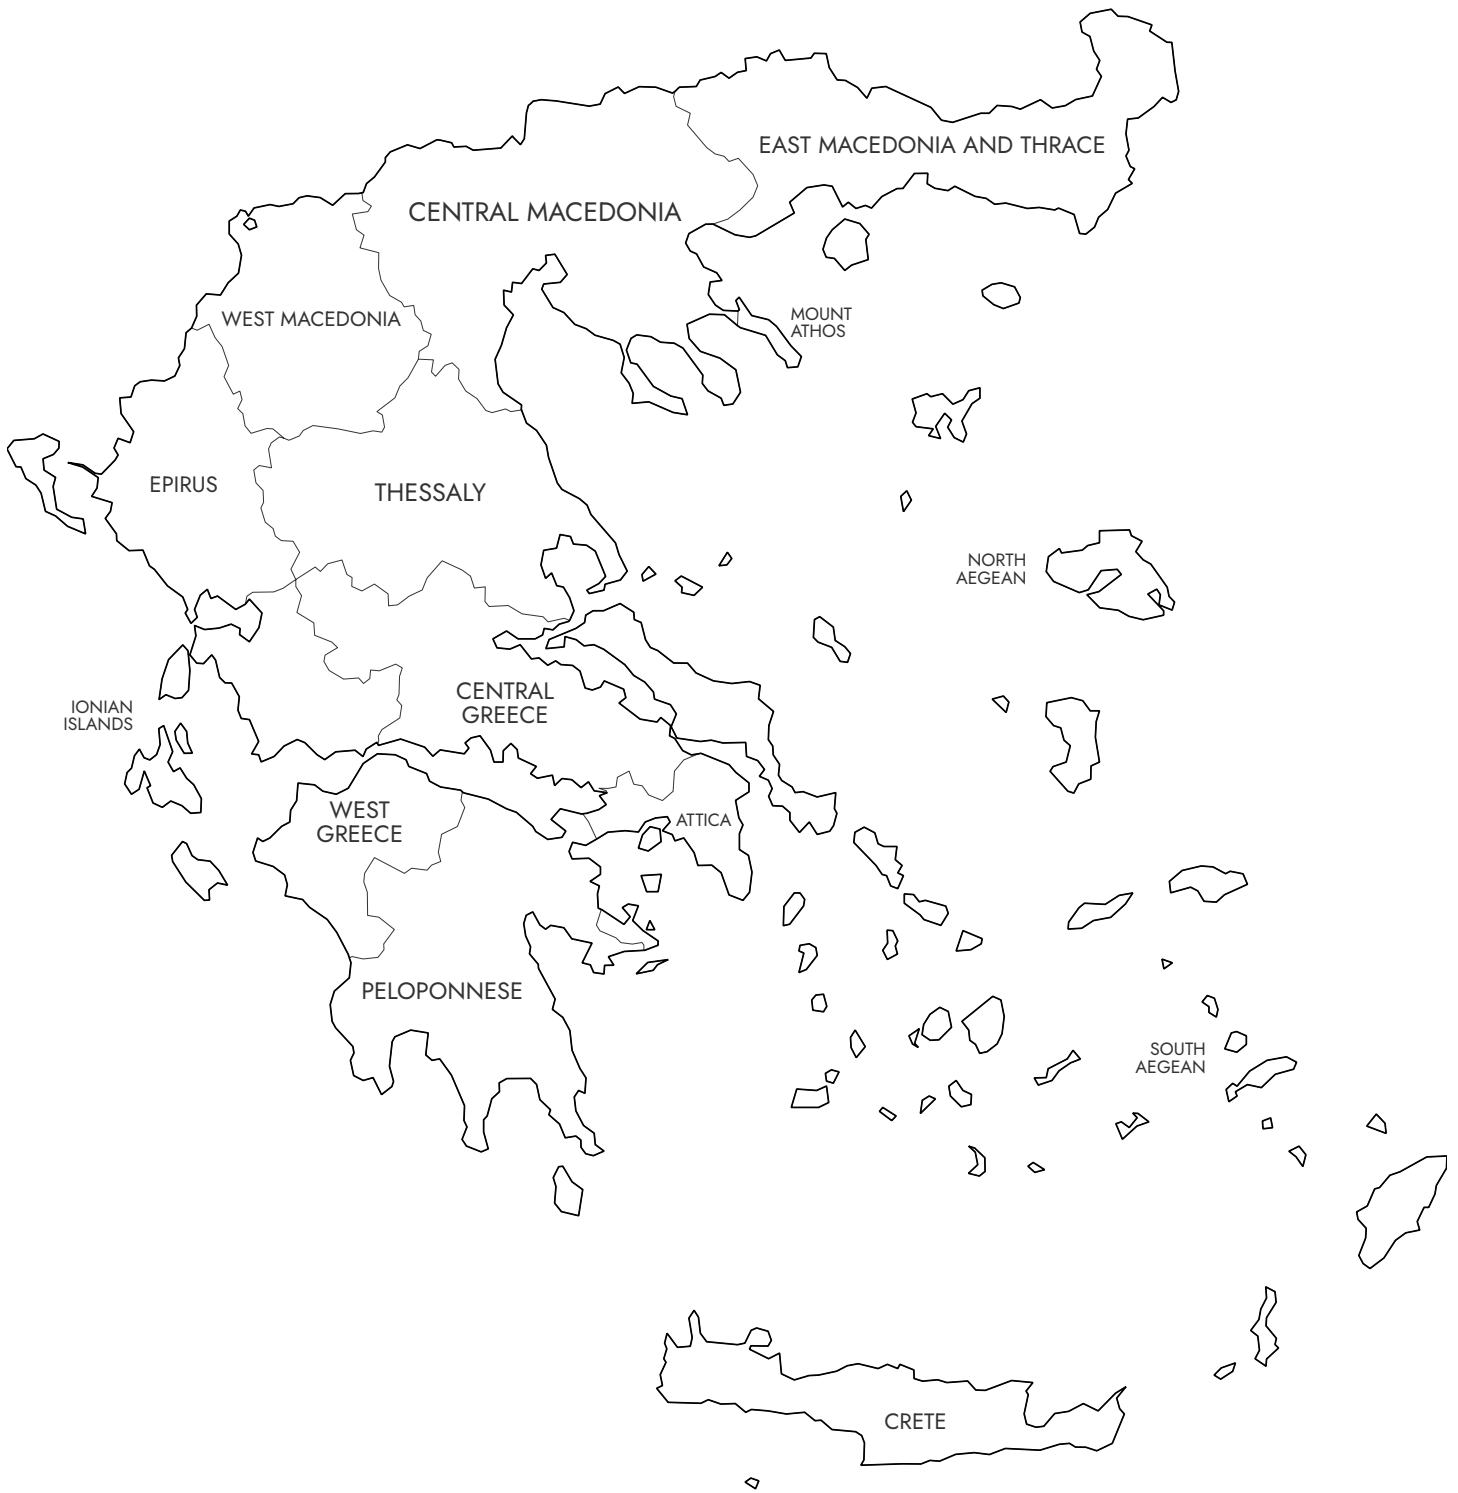 EAST MACEDONIA AND THRACE
CENTRAL MACEDONIA
WEST MACEDONIA
MOUNT
ATHOS
EPIRUS
THESSALY
NORTH
AEGEAN
IONIAN
ISLANDS
CENTRAL
GREECE
WEST
GREECE
ATTICA
PELOPONNESE
SOUTH
AEGEAN
CRETE